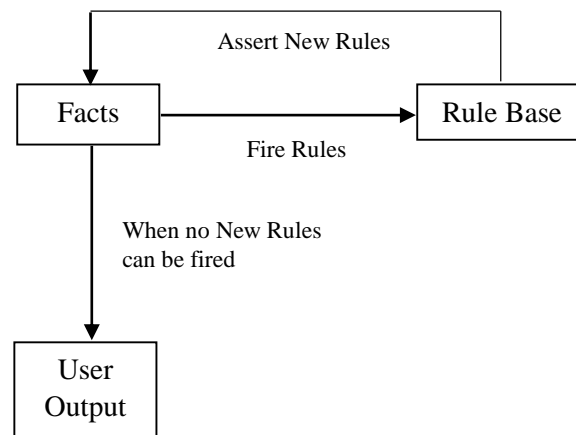 Assert New Rules
Facts
Rule Base
Fire Rules
When no New Rules
can be fired
User
Output